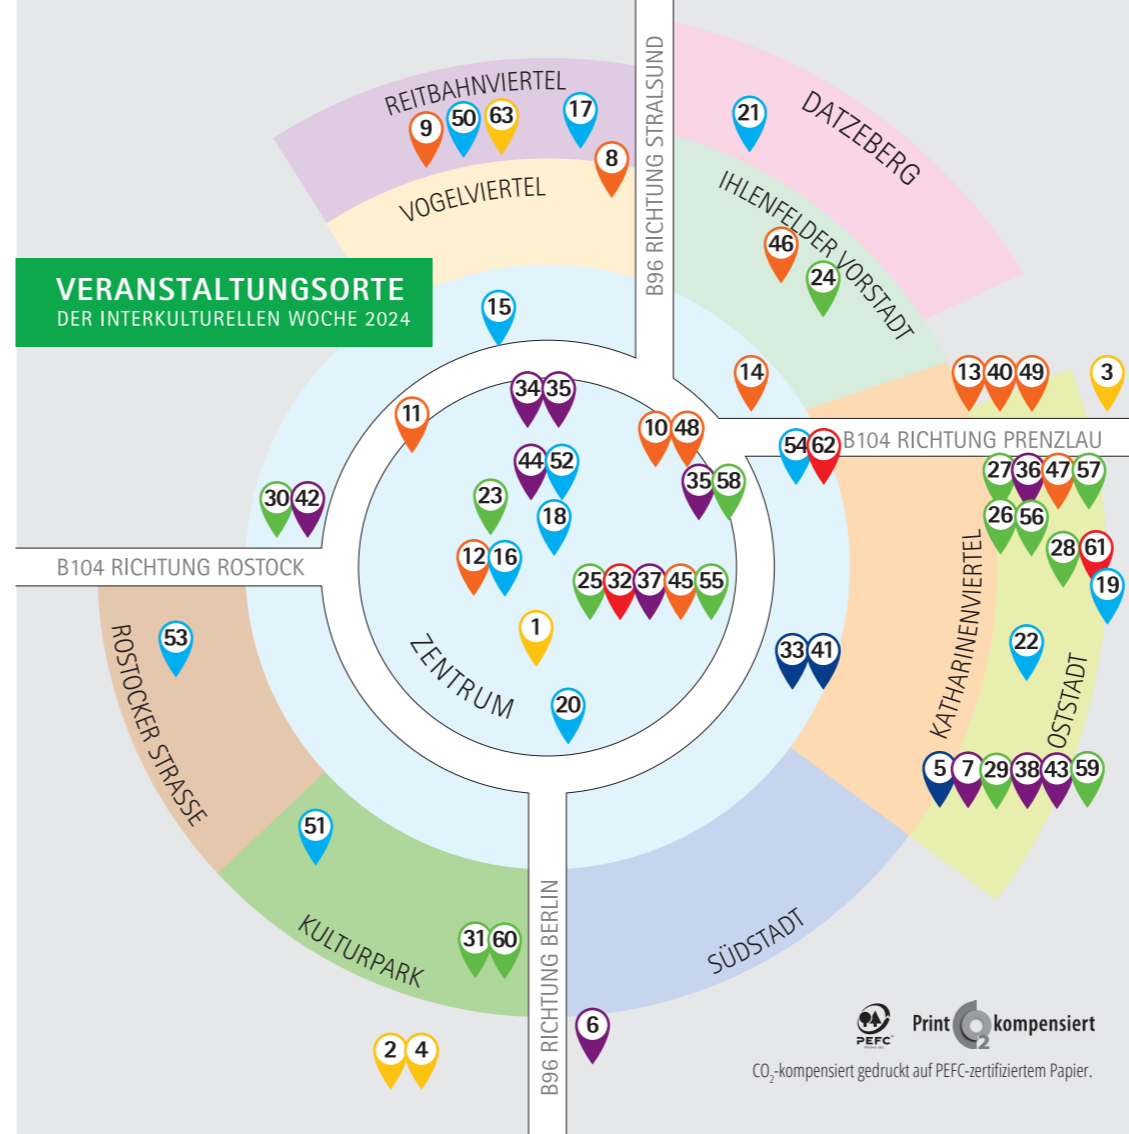 REITBAHNVIERTEL
9 50 63 17
8
VOGELVIERTEL
B96 RICHTUNG STRALSUND
DATZEBERG
21
IHLENFELDER VORSTADT
46
24
VERANSTALTUNGSORTE
DER INTERKULTURELLEN WOCHE 2024
15
14
13 40 49
3
34 35
11
10 48
B104 RICHTUNG PRENZLAU
54 62
44 52
35 58
27 36 47 57
30 42
23
18
26 56
28 61
12 16
19
B104 RICHTUNG ROSTOCK
25 32 37 45 55
KATHARINENVIERTEL
1
ZENTRUM
53
ROSTOCKER STRASSE
33 41
22
OSTSTADT
20
5 7 29 38 43 59
51
KULTURPARK
31 60
B96 RICHTUNG BERLIN
SÜDSTADT
2 4
6
PEFC
Print CO2 kompensiert
CO2-kompensiert gedruckt auf PEFC-zertifiziertem Papier.